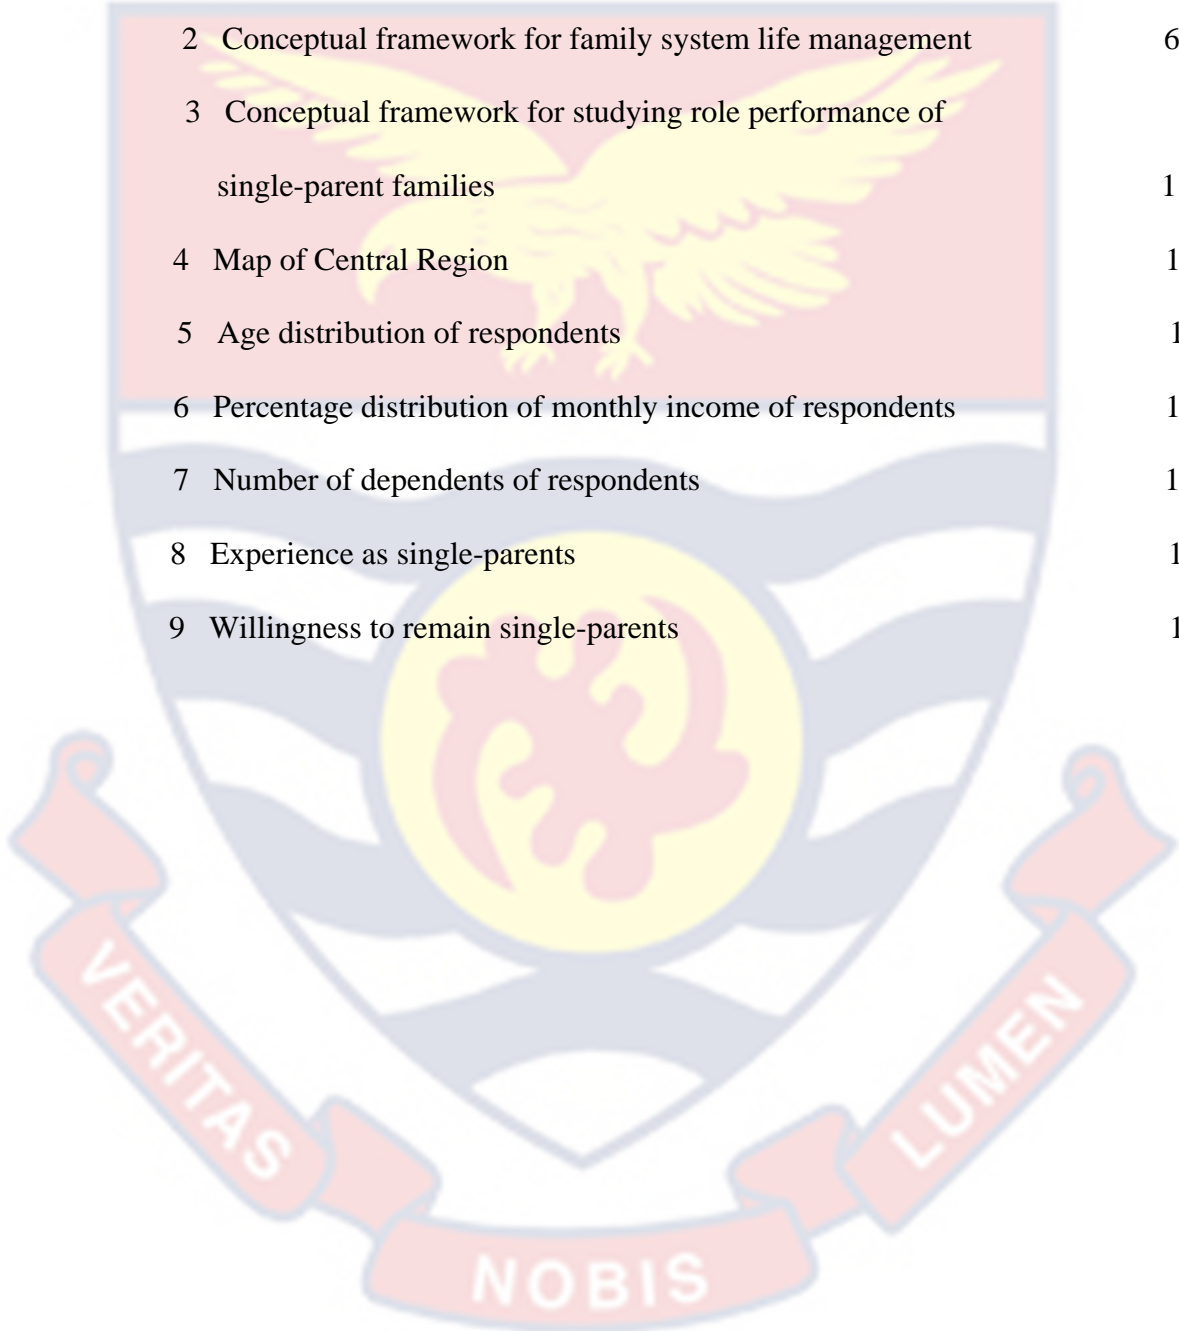 2 Conceptual framework for family system life management 6
3 Conceptual framework for studying role performance of
single-parent families 1
4 Map of Central Region 1
5 Age distribution of respondents 1
6 Percentage distribution of monthly income of respondents 1
7 Number of dependents of respondents 1
8 Experience as single-parents 1
9 Willingness to remain single-parents 1
VERITAS
NOBIS
LUMEN